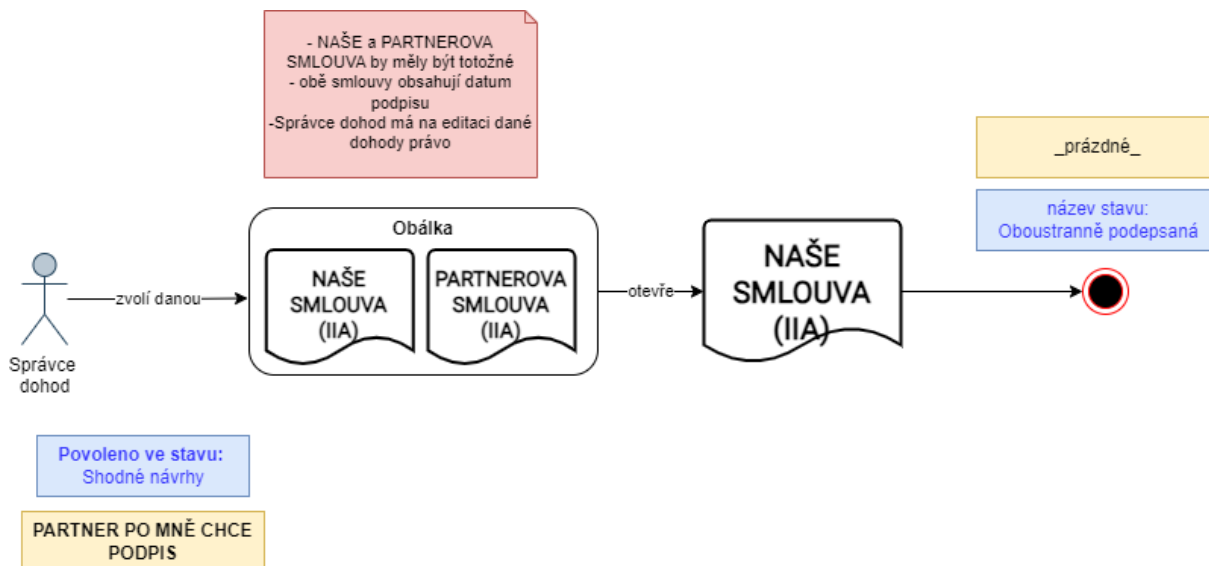 - NAŠE a PARTNEROVA
SMLOUVA by měly být totožné
- obě smlouvy obsahují datum
podpisu
-Správce dohod má na editaci dané
dohody právo
_prázdné_
název stavu:
Oboustranně podepsaná
Obálka
NAŠE
SMLOUVA
(IIA)
PARTNEROVA
SMLOUVA
(IIA)
zvolí danou
otevře
NAŠE
SMLOUVA
(IIA)
Správce
dohod
Povoleno ve stavu:
Shodné návrhy
PARTNER PO MNĚ CHCE
PODPIS